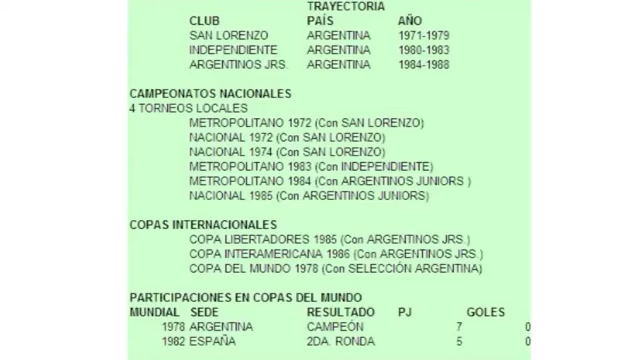 TRAYECTORIA
CLUB PAÍS AÑO
SAN LORENZO ARGENTINA 1971-1979
INDEPENDIENTE ARGENTINA 1980-1983
ARGENTINOS JRS. ARGENTINA 1984-1988
CAMPEONATOS NACIONALES
4 TORNEOS LOCALES
METROPOLITANO 1972 (Con SAN LORENZO)
NACIONAL 1972 (Con SAN LORENZO)
NACIONAL 1974 (Con SAN LORENZO)
METROPOLITANO 1983 (Con INDEPENDIENTE)
METROPOLITANO 1984 (Con ARGENTINOS JUNIORS )
NACIONAL 1985 (Con ARGENTINOS JUNIORS)
COPAS INTERNACIONALES
COPA LIBERTADORES 1985 (Con ARGENTINOS JRS.)
COPA INTERAMERICANA 1986 (Con ARGENTINOS JRS.)
COPA DEL MUNDO 1978 (Con SELECCIÓN ARGENTINA)
PARTICIPACIONES EN COPAS DEL MUNDO
MUNDIAL SEDE RESULTADO PJ GOLES
1978 ARGENTINA CAMPEÓN 7 0
1982 ESPAÑA 2DA. RONDA 5 0